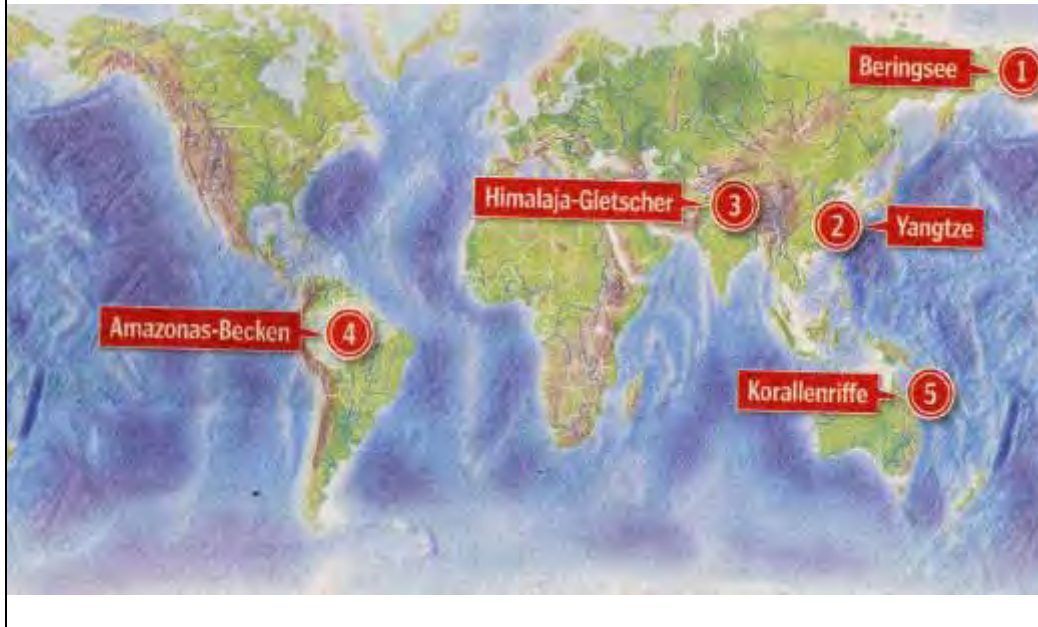 Beringsee 1
Himalaja-Gletscher 3
2 Yangtze
Amazonas-Becken 4
Korallenriffe 5